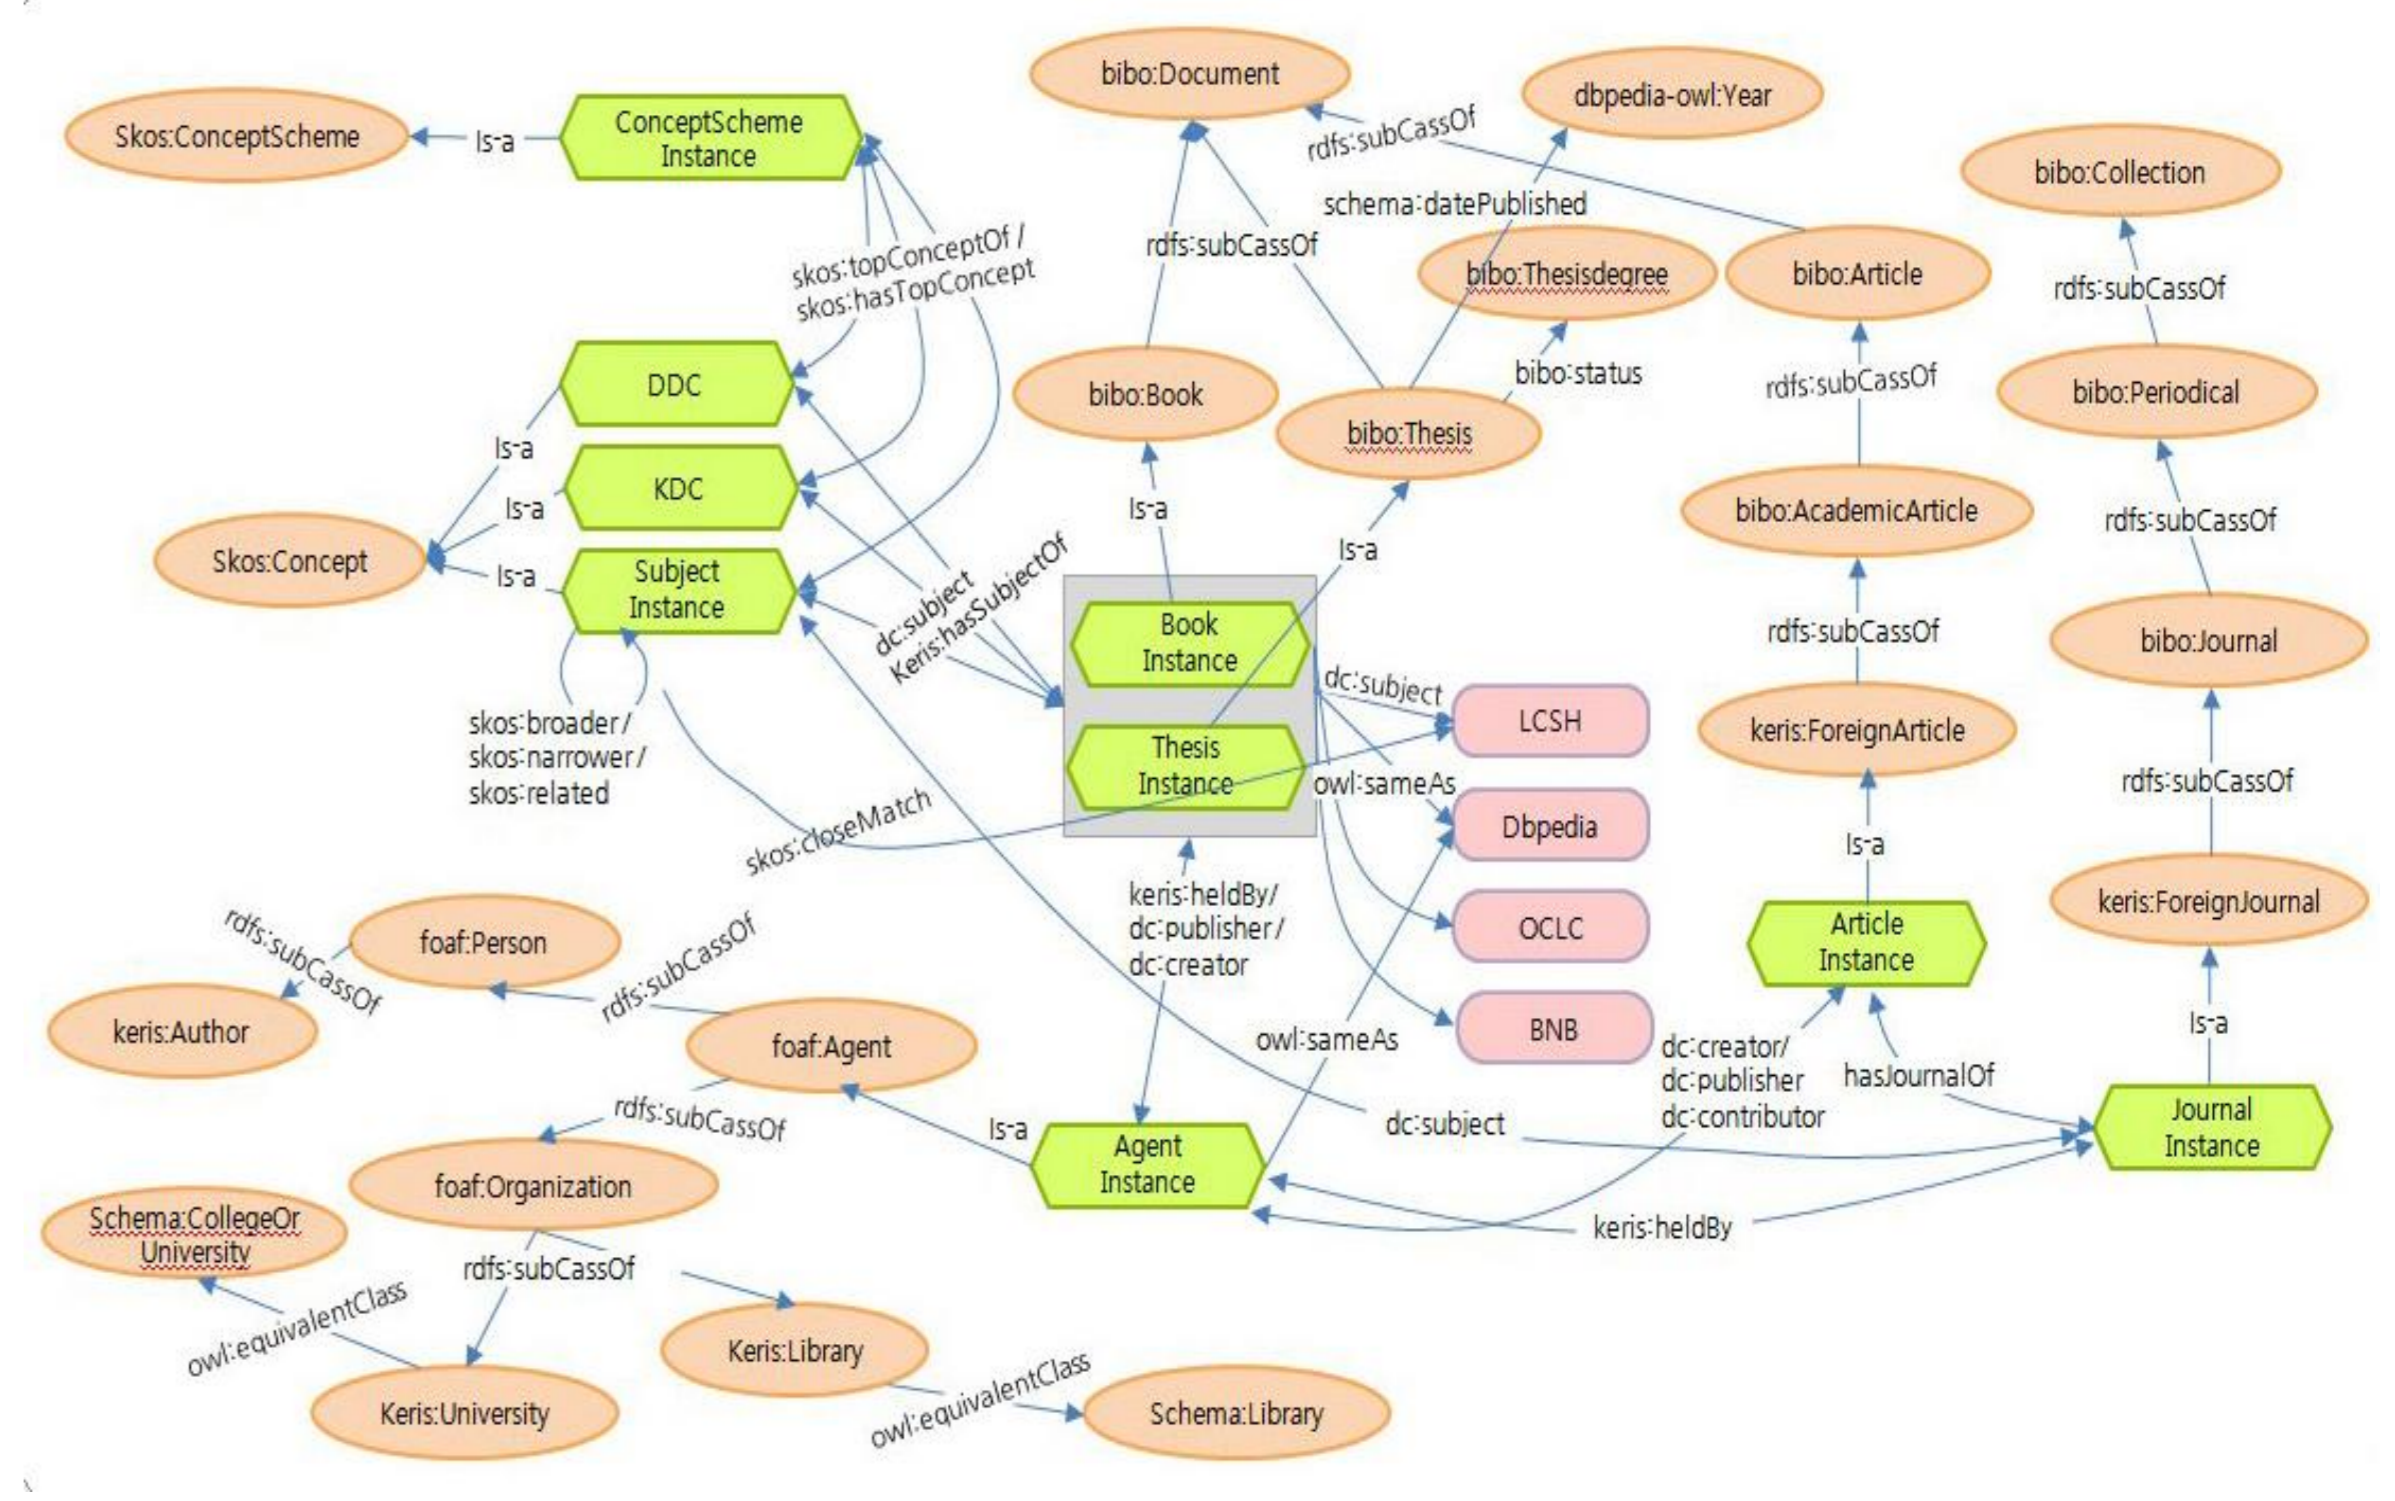 bibo:Document
dbpedia-owl:Year
Skos:ConceptScheme
Is-a
ConceptScheme
Instance
rdfs:subCassOf
bibo:Collection
schema:datePublished
skos:topConceptOf /
skos:hasTopConcept
rdfs:subCassOf
bibo:Thesisdegree
bibo:Article
rdfs:subCassOf
DDC
bibo:Book
bibo:status
rdfs:subCassOf
bibo:Periodical
Is-a
bibo:Thesis
KDC
Is-a
Is-a
bibo:AcademicArticle
rdfs:subCassOf
Skos:Concept
Is-a
Subject
Instance
Is-a
dc:subject
Keris:hasSubjectOf
Book
Instance
rdfs:subCassOf
bibo:Journal
skos:broader/
skos:narrower/
skos:related
dc:subject
LCSH
keris:ForeignArticle
Thesis
Instance
owl:sameAs
rdfs:subCassOf
skos:closeMatch
Dbpedia
Is-a
keris:heldBy/
dc:publisher/
dc:creator
OCLC
Article
Instance
keris:ForeignJournal
rdfs:subCassOf
foaf:Person
rdfs:subCassOf
keris:Author
foaf:Agent
owl:sameAs
BNB
dc:creator/
dc:publisher
dc:contributor
hasJournalOf
Is-a
rdfs:subCassOf
Is-a
dc:subject
Journal
Instance
Agent
Instance
foaf:Organization
Schema:CollegeOr
University
keris:heldBy
rdfs:subCassOf
owl:equivalentClass
Keris:Library
owl:equivalentClass
Keris:University
Schema:Library